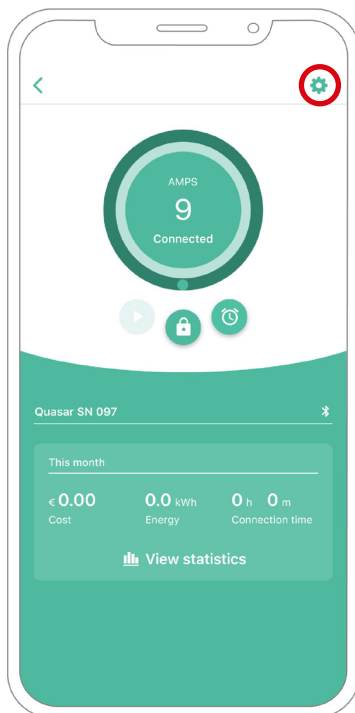 AMPS
9
Connected
Quasar SN 097
This month
€ 0.00 0.0 kWh 0 h 0 m
Cost Energy Connection time
View statistics